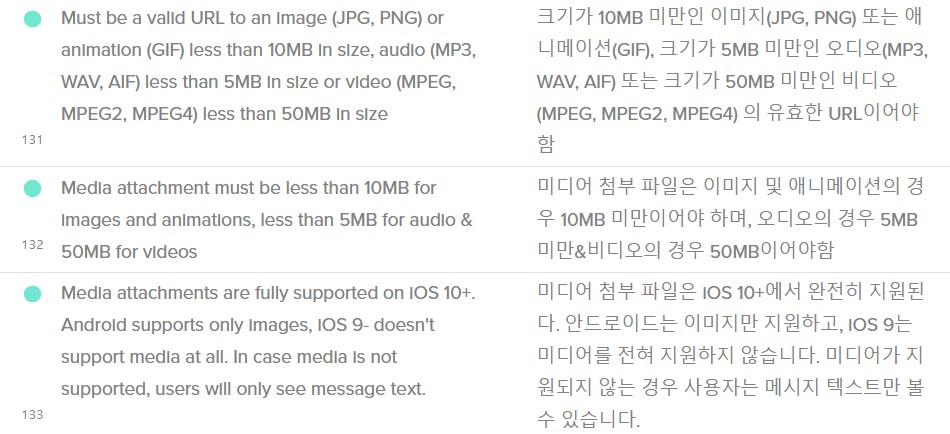 Must be a valid URL to an image (JPG, PNG) or
animation (GIF) less than 10MB in size, audio (MP3,
WAV, AIF) less than 5MB in size or video (MPEG,
MPEG2, MPEG4) less than 50MB in size
131
크기가 10MB 미만인 이미지(JPG, PNG) 또는 애
니메이션(GIF), 크기가 5MB 미만인 오디오(MP3,
WAV, AIF) 또는 크기가 50MB 미만인 비디오
(MPEG, MPEG2, MPEG4) 의 유효한 URL이어야
함
Media attachment must be less than 10MB for
images and animations, less than 5MB for audio &
50MB for videos
132
미디어 첨부 파일은 이미지 및 애니메이션의 경
우 10MB 미만이어야 하며, 오디오의 경우 5MB
미만&비디오의 경우 50MB이어야함
Media attachments are fully supported on iOS 10+.
Android supports only images, iOS 9- doesn't
support media at all. In case media is not
supported, users will only see message text.
133
미디어 첨부 파일은 iOS 10+에서 완전히 지원된
다. 안드로이드는 이미지만 지원하고, iOS 9는
미디어를 전혀 지원하지 않습니다. 미디어가 지
원되지 않는 경우 사용자는 메시지 텍스트만 볼
수 있습니다.